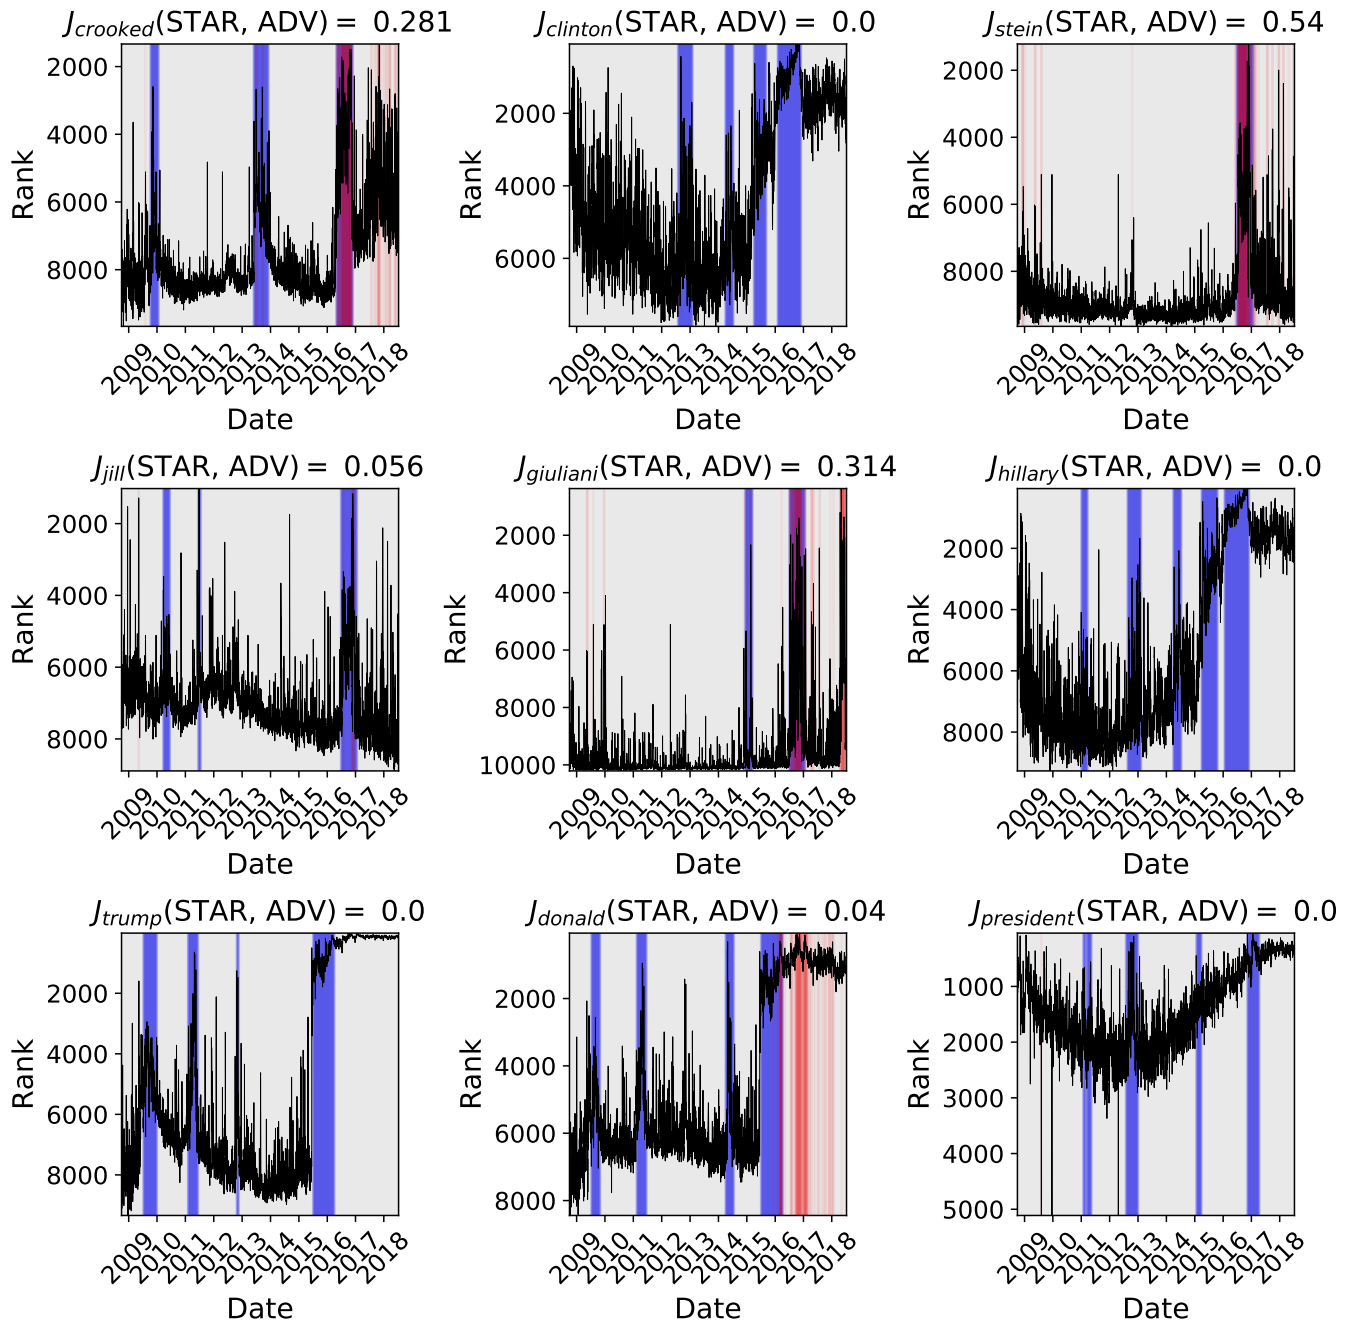 J_crooked(STAR, ADV) = 0.281
Rank
2000
4000
6000
8000
2009 2010 2011 2012 2013 2014 2015 2016 2017 2018
Date
J_clinton(STAR, ADV) = 0.0
Rank
2000
4000
6000
2009 2010 2011 2012 2013 2014 2015 2016 2017 2018
Date
J_stein(STAR, ADV) = 0.54
Rank
2000
4000
6000
8000
2009 2010 2011 2012 2013 2014 2015 2016 2017 2018
Date
J_jill(STAR, ADV) = 0.056
Rank
2000
4000
6000
8000
2009 2010 2011 2012 2013 2014 2015 2016 2017 2018
Date
J_giuliani(STAR, ADV) = 0.314
Rank
2000
4000
6000
8000
10000
2009 2010 2011 2012 2013 2014 2015 2016 2017 2018
Date
J_hillary(STAR, ADV) = 0.0
Rank
2000
4000
6000
8000
2009 2010 2011 2012 2013 2014 2015 2016 2017 2018
Date
J_trump(STAR, ADV) = 0.0
Rank
2000
4000
6000
8000
2009 2010 2011 2012 2013 2014 2015 2016 2017 2018
Date
J_donald(STAR, ADV) = 0.04
Rank
2000
4000
6000
8000
2009 2010 2011 2012 2013 2014 2015 2016 2017 2018
Date
J_president(STAR, ADV) = 0.0
Rank
1000
2000
3000
4000
5000
2009 2010 2011 2012 2013 2014 2015 2016 2017 2018
Date